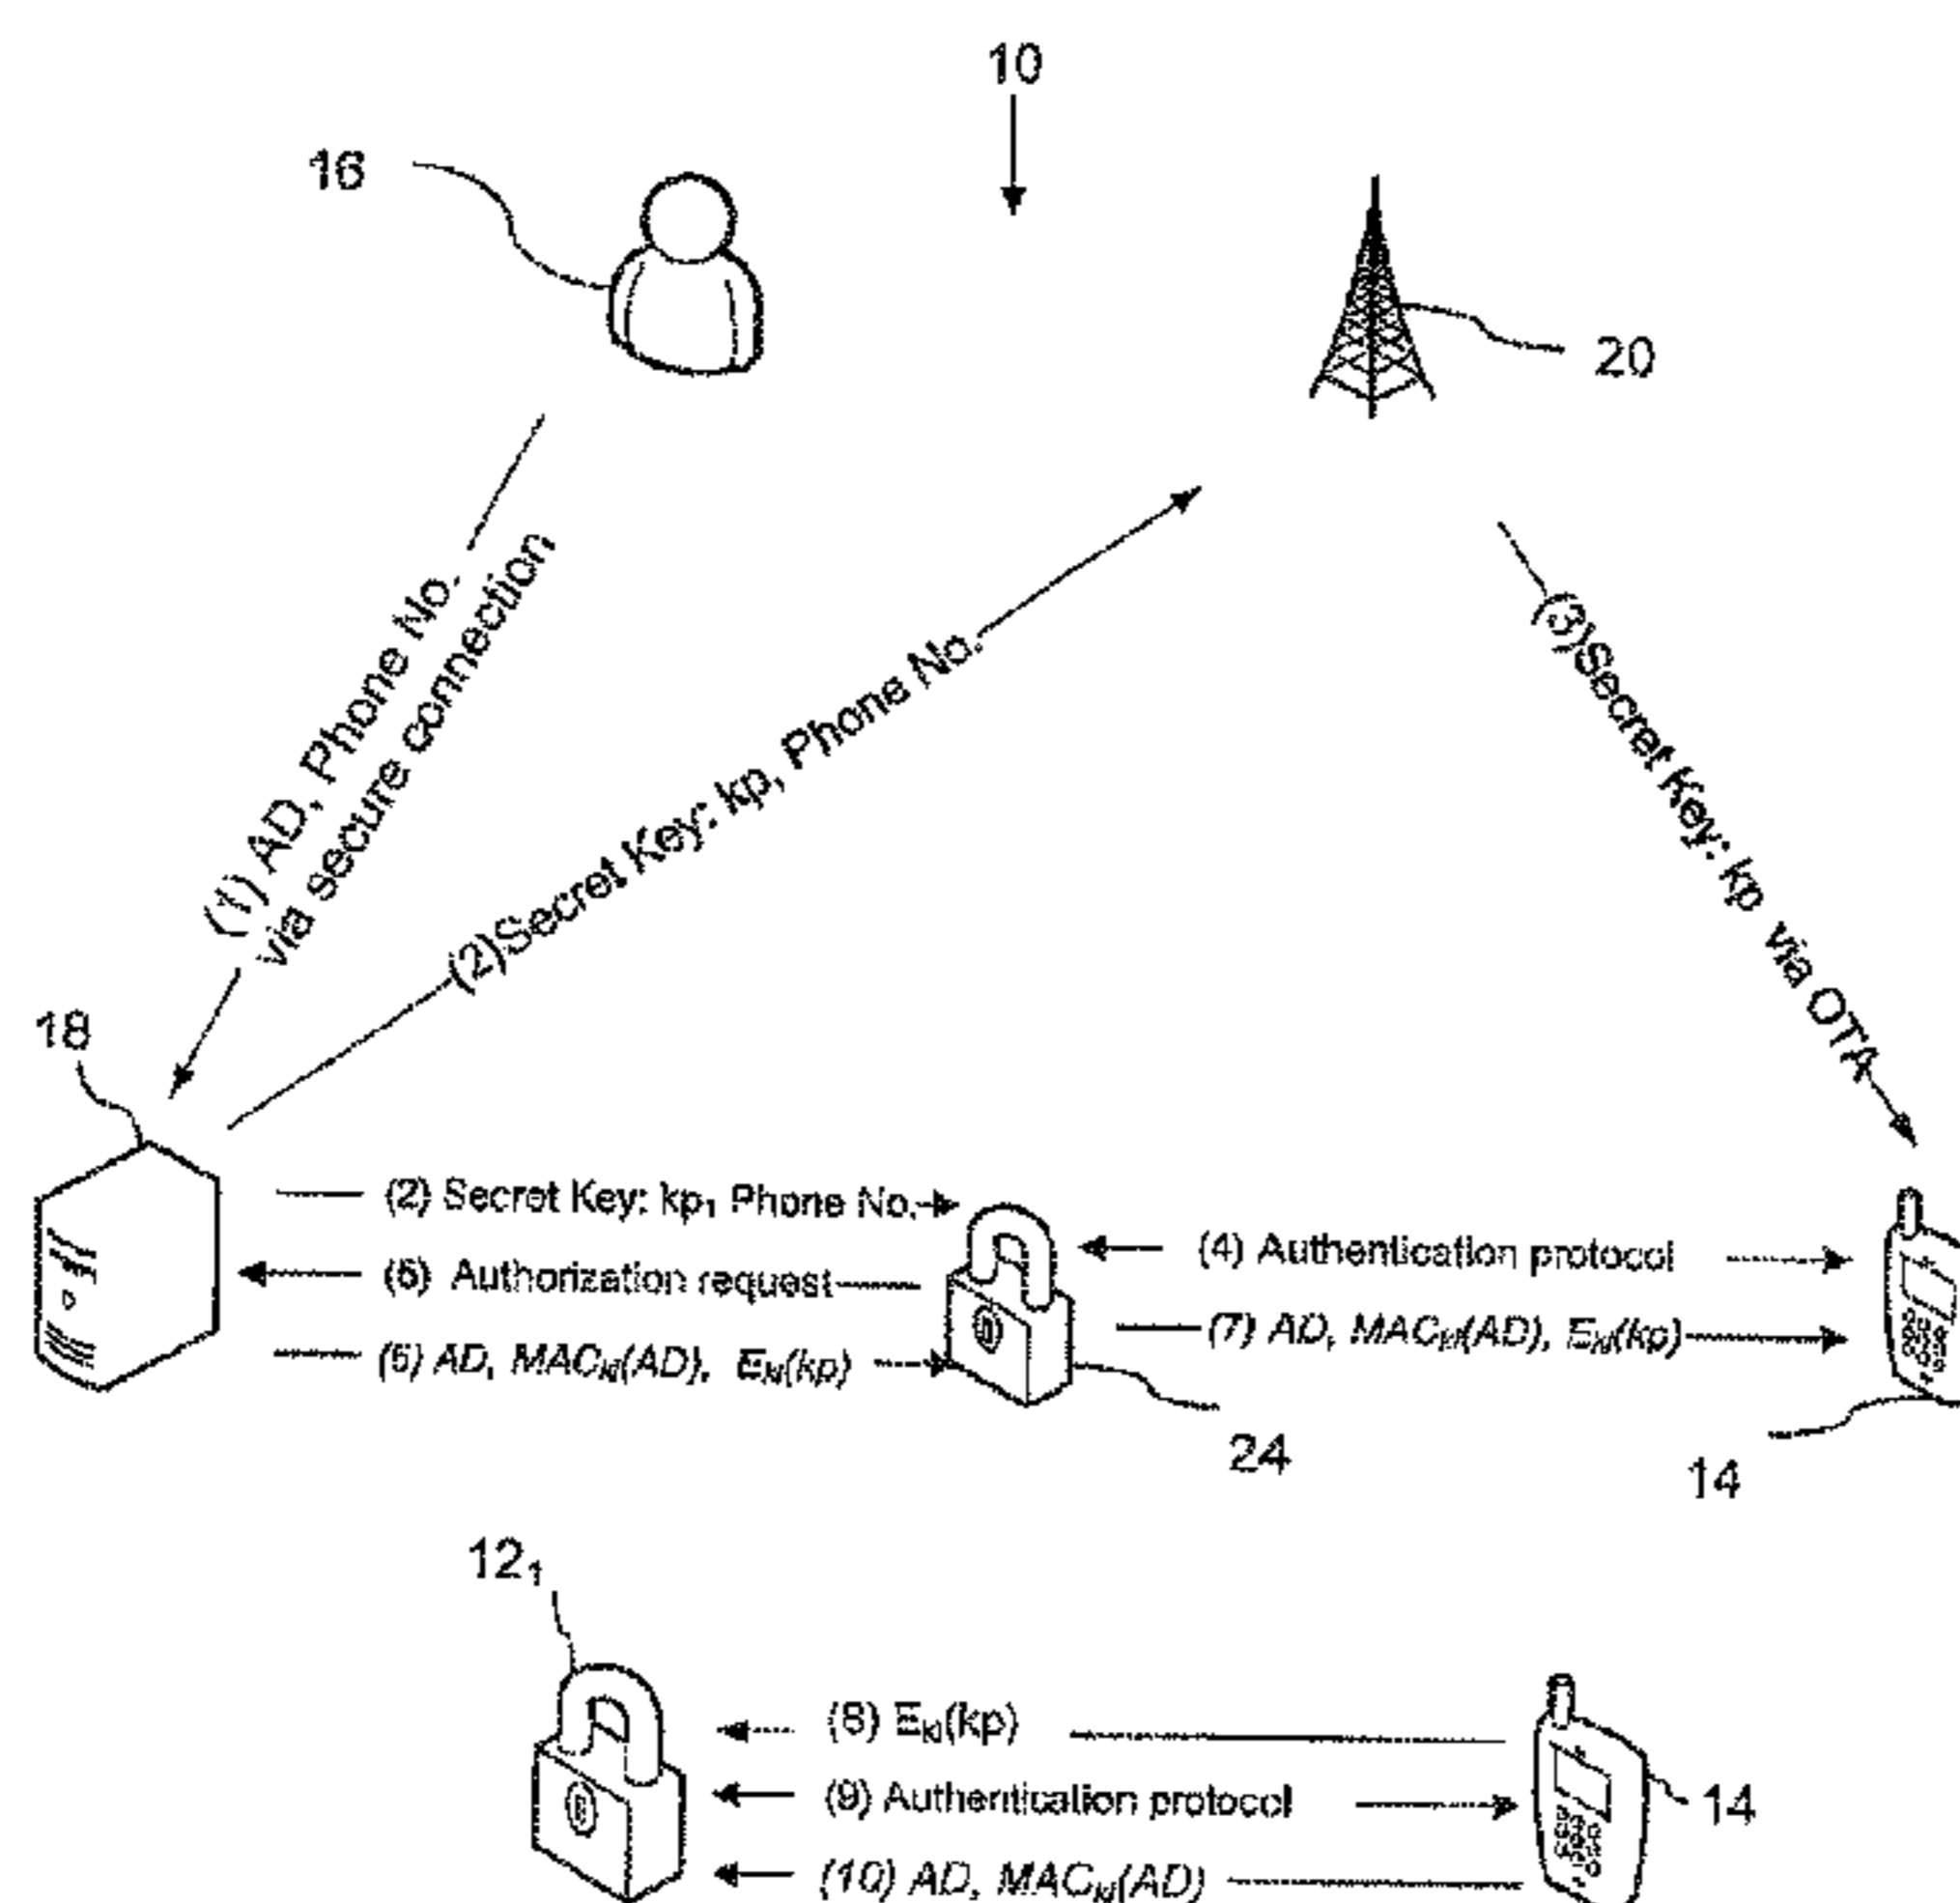 10
16
20
(1) AD, Phone No.
via secure connection
(2)Secret Key: kp, Phone No.
(3)Secret Key: kp via OTA
18
(2) Secret Key: kp₁ Phone No.
(4) Authentication protocol
(6) Authorization request
(7) AD, MACₖₗ(AD), Eₖₗ(kp)
(6) AD, MACₖₗ(AD), Eₖₗ(kp)
24
14
12₁
(8) Eₖₗ(kp)
(9) Authentication protocol
14
(10) AD, MACₖₗ(AD)